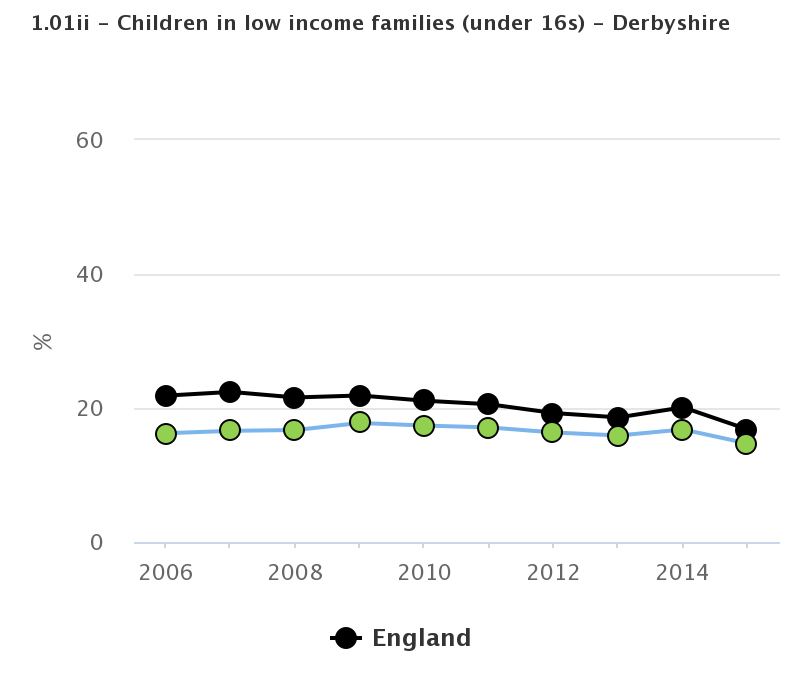 1.01ii – Children in low income families (under 16s) – Derbyshire
60
40
%
20
0
2006 2008 2010 2012 2014
England